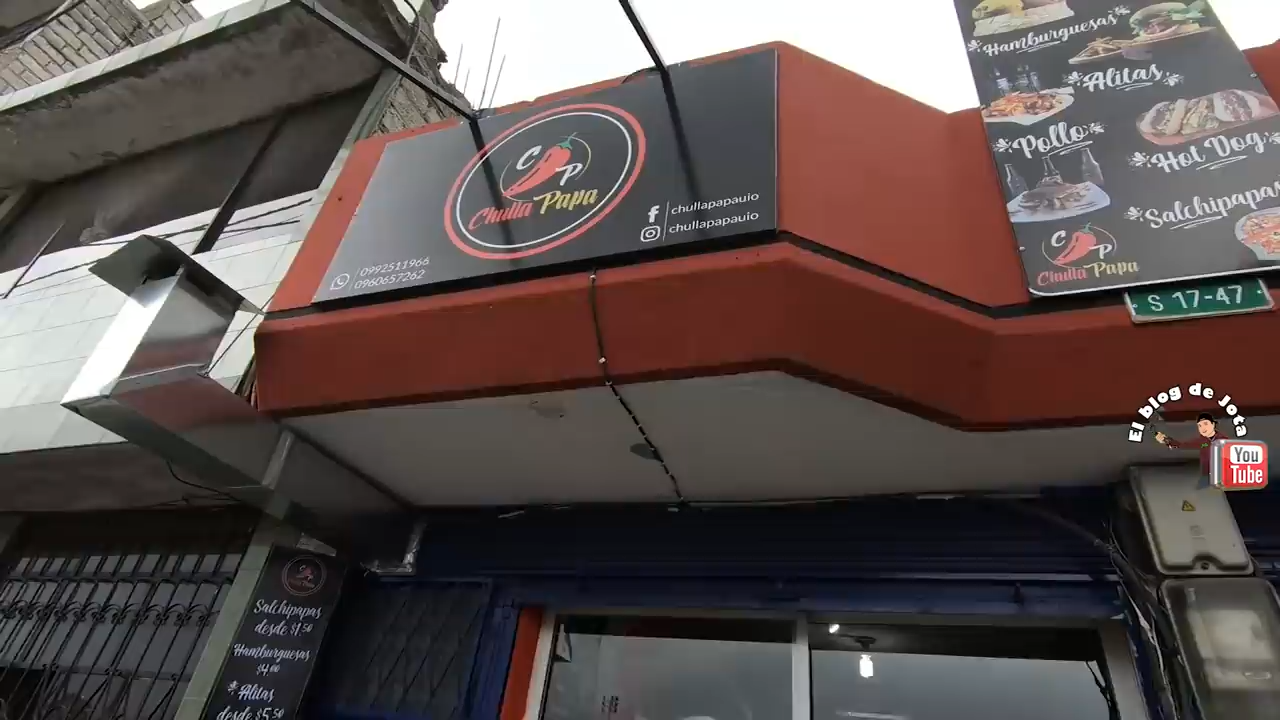 C P
Chulla Papa
chullapapauio
chullapapauio
0992511966
0960657262
Hamburguesas
Alitas
Pollo
Hot Dog
Salchipapas
C P
Chulla Papa
S 17-47
El blog de Jota
You
Tube
Salchipapas
desde $1.50
Hamburguesas
$4.00
Alitas
desde $5.50